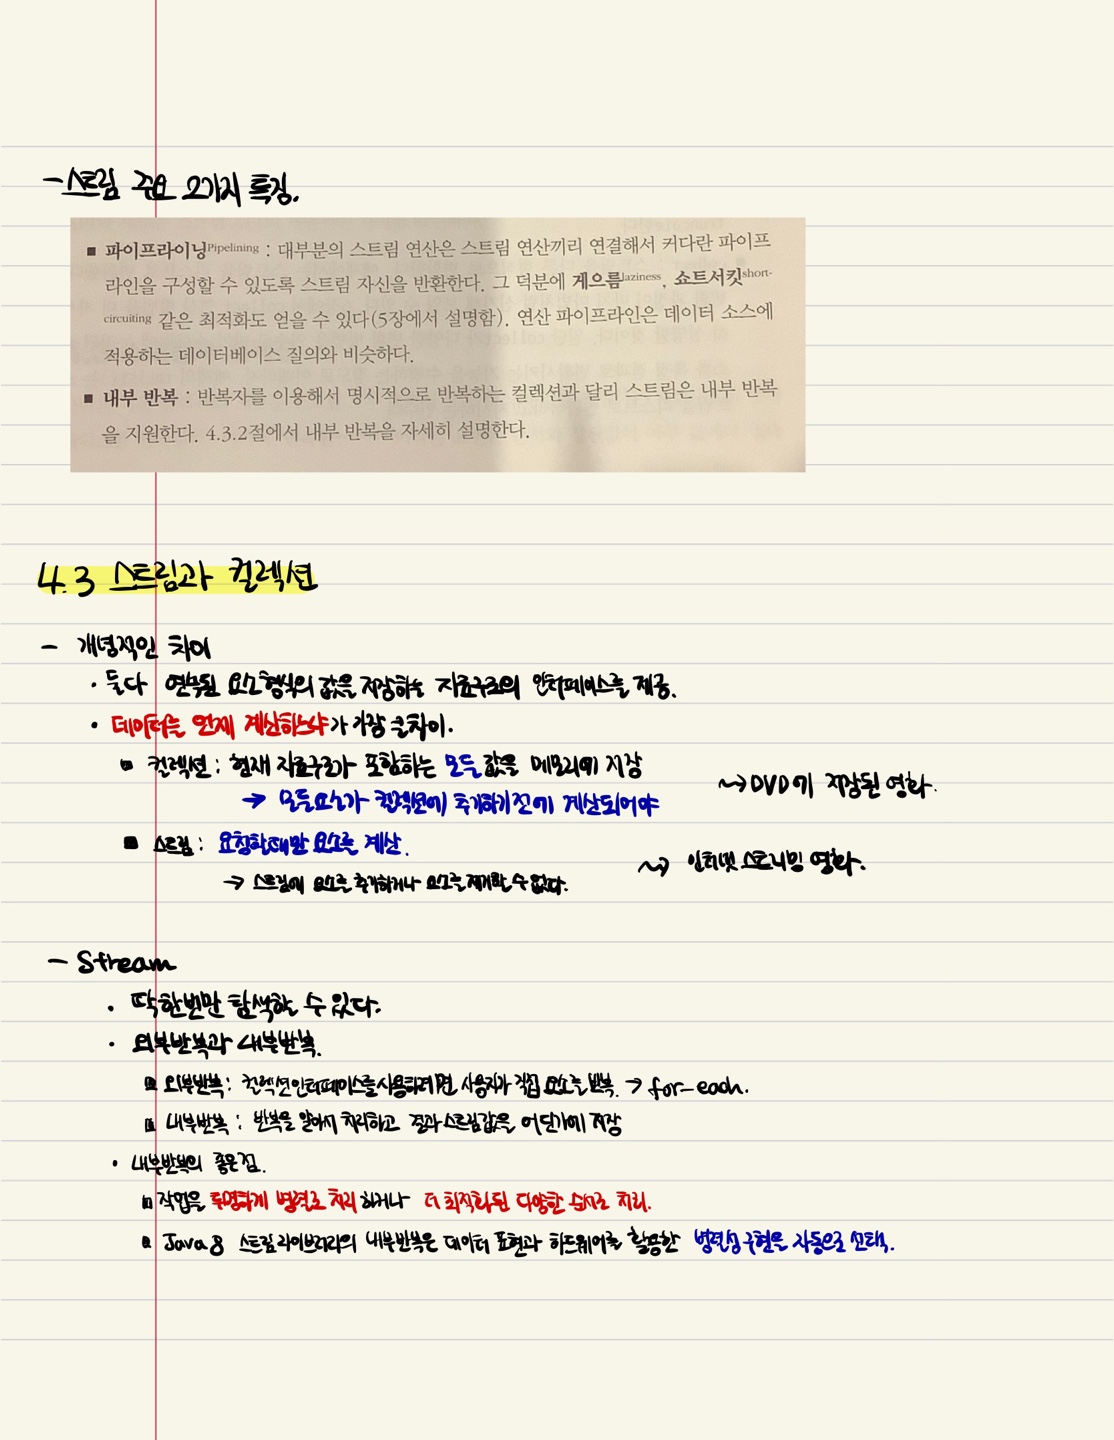 - 스트림 주요 2가지 특징.
■ 파이프라이닝Pipelining : 대부분의 스트림 연산은 스트림 연산끼리 연결해서 커다란 파이프
라인을 구성할 수 있도록 스트림 자신을 반환한다. 그 덕분에 게으름laziness, 쇼트서킷short-
circuiting 같은 최적화도 얻을 수 있다(5장에서 설명함). 연산 파이프라인은 데이터 소스에
적용하는 데이터베이스 질의와 비슷하다.
■ 내부 반복 : 반복자를 이용해서 명시적으로 반복하는 컬렉션과 달리 스트림은 내부 반복
을 지원한다. 4.3.2절에서 내부 반복을 자세히 설명한다.
4.3 스트림과 컬렉션
- 개념적인 차이
· 둘다 연속된 요소형식의 값을 저장하는 자료구조의 인터페이스를 제공.
· 데이터를 언제 계산하느냐가 가장 큰차이.
■ 컬렉션 : 현재 자료구조가 포함하는 모든 값을 메모리에 저장
~> DVD에 저장된 영화.
→ 모든요소가 컬렉션에 추가하기전에 계산되어야
■ 스트림 : 요청할때만 요소를 계산.
~> 인터넷 스트리밍 영화.
→ 스트림에 요소를 추가하거나 요소를 제거할 수 없다.
- Stream
· 딱 한번만 탐색할 수 있다.
· 외부반복과 내부반복.
■ 외부반복 : 컬렉션인터페이스를 사용하려면 사용자가 직접 요소를 반복. → for-each.
■ 내부반복 : 반복을 알아서 처리하고 결과스트림값을 어딘가에 저장
· 내부반복의 좋은점.
■ 작업을 투명하게 병렬로 처리하거나 더 최적화된 다양한 순서로 처리.
■ Java 8 스트림 라이브러리의 내부반복은 데이터 표현과 하드웨어를 활용한 병렬성 구현을 자동으로 선택.